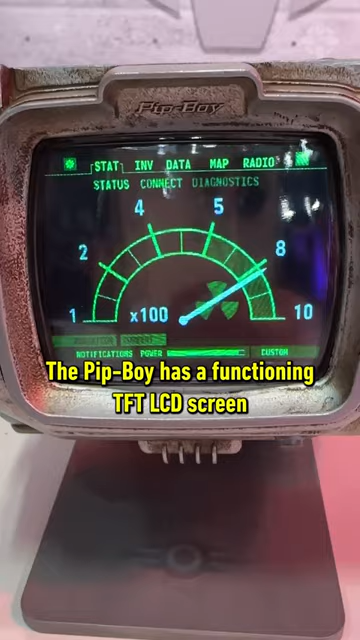 Pip-Boy
STAT INV DATA MAP RADIO
STATUS CONNECT DIAGNOSTICS
4 5
2 8
1 x100 10
NOTIFICATIONS POWER CUSTOM
The Pip-Boy has a functioning
TFT LCD screen